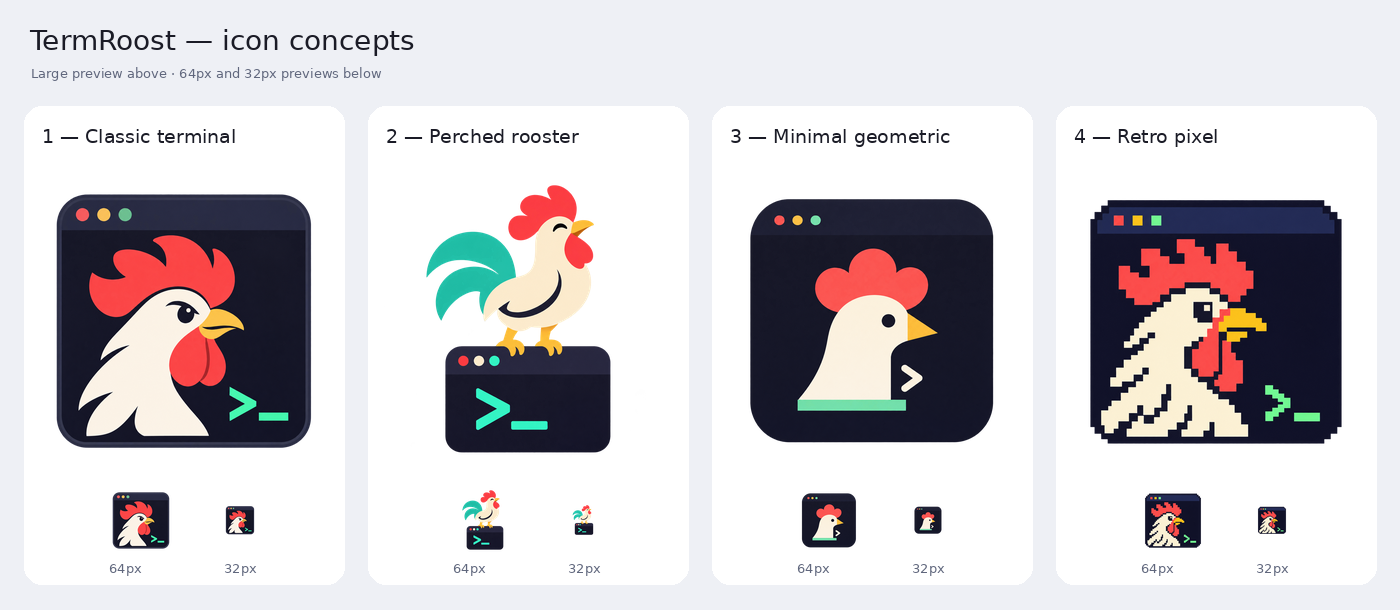 TermRoost — icon concepts
Large preview above · 64px and 32px previews below
1 — Classic terminal
2 — Perched rooster
3 — Minimal geometric
4 — Retro pixel
>_
>_
>
>_
64px
32px
64px
32px
64px
32px
64px
32px